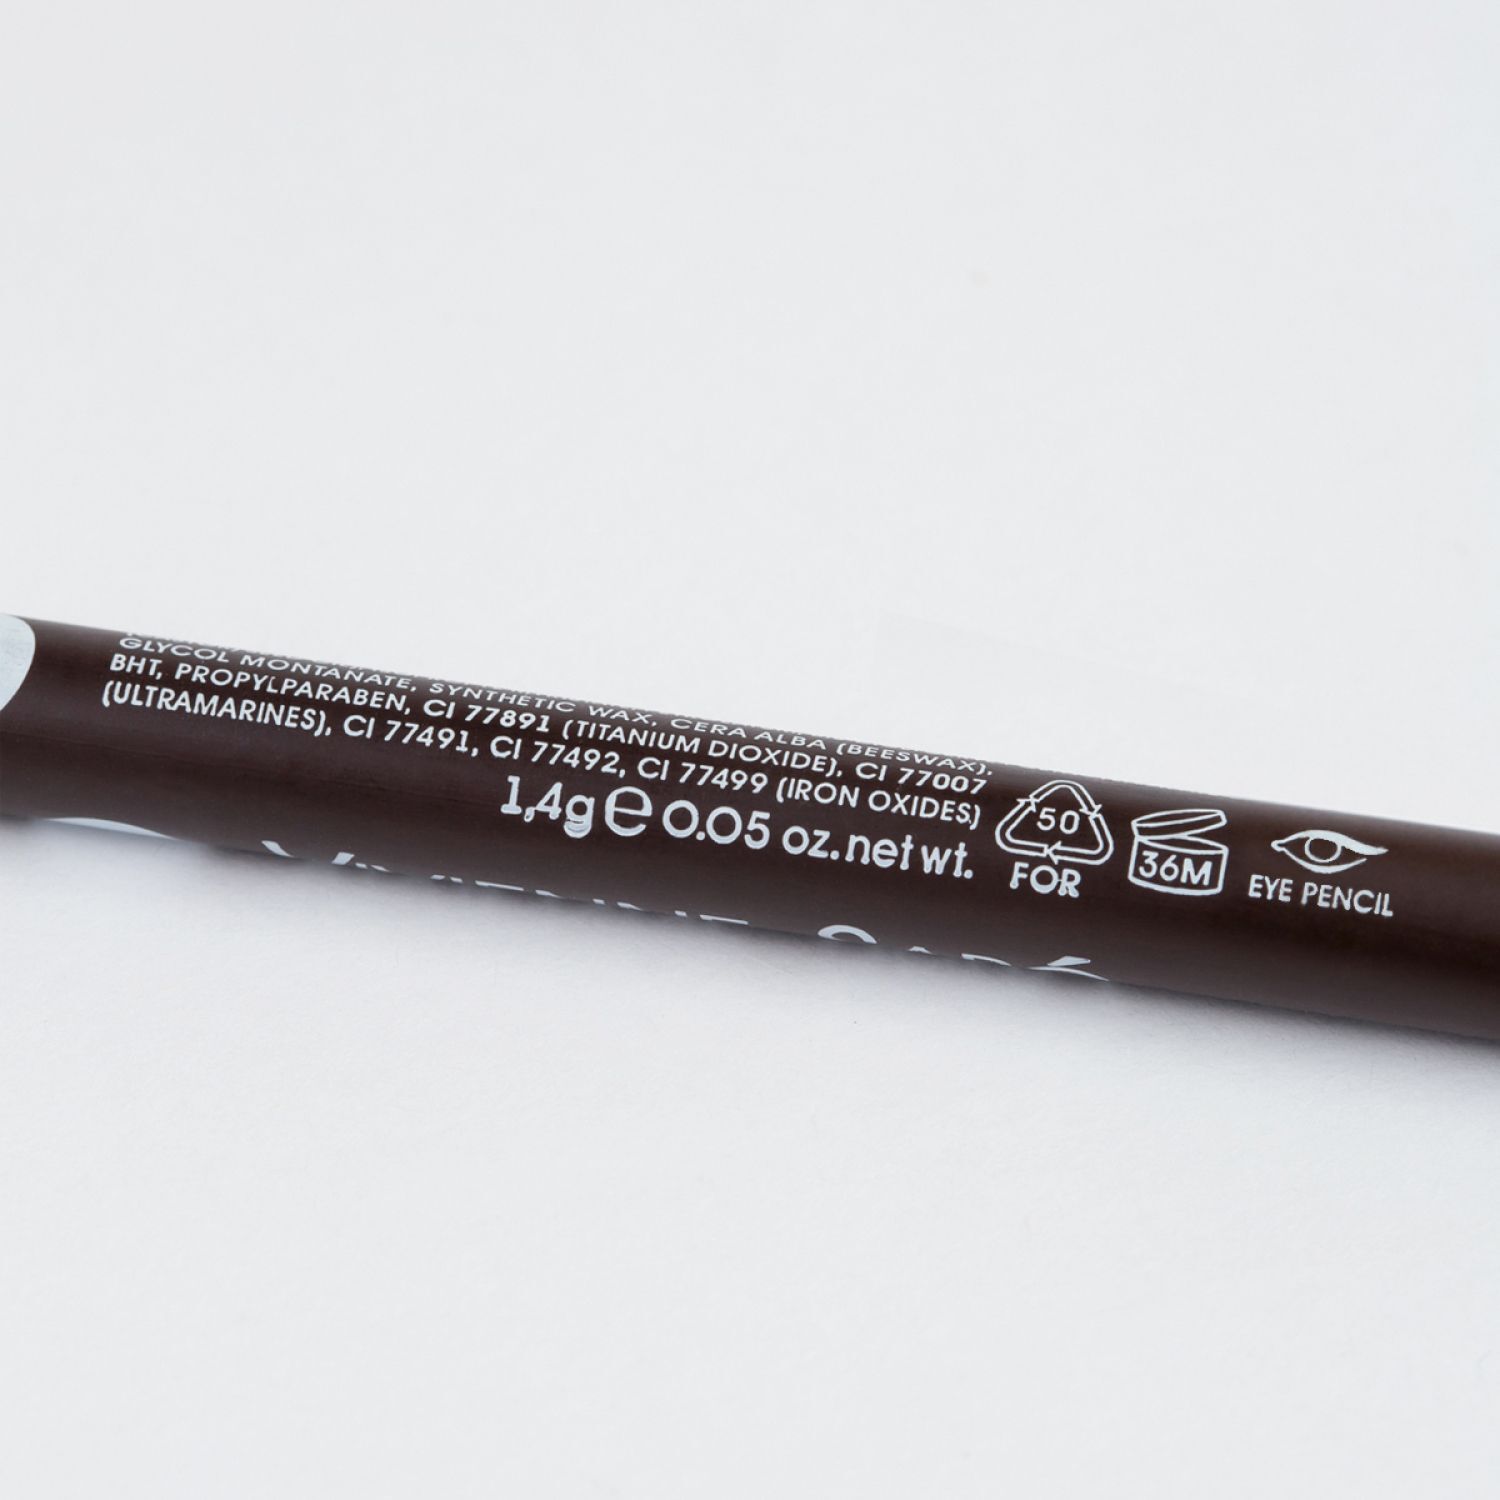 GLYCOL MONTANATE, SYNTHETIC WAX, CERA ALBA (BEESWAX),
BHT, PROPYLPARABEN, CI 77891 (TITANIUM DIOXIDE), CI 77007
(ULTRAMARINES), CI 77491, CI 77492, CI 77499 (IRON OXIDES)
1,4g e 0.05 oz. net wt.
50
FOR
36M
EYE PENCIL